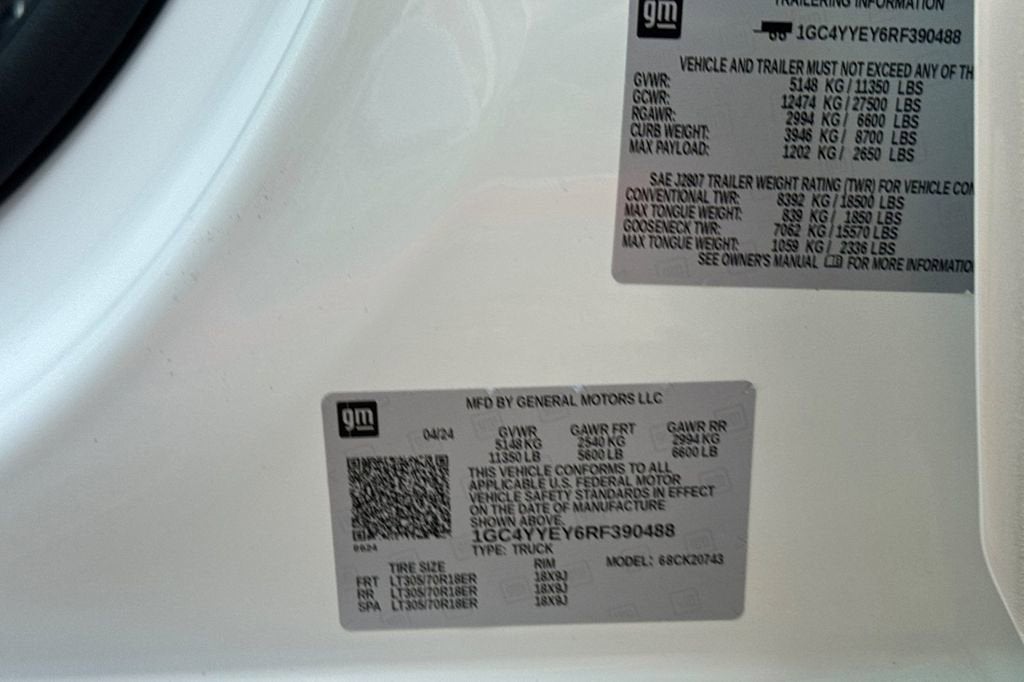 gm
TRAILERING INFORMATION
1GC4YYEY6RF390488
VEHICLE AND TRAILER MUST NOT EXCEED ANY OF TH
GVWR: 5148 KG / 11350 LBS
GCWR: 12474 KG / 27500 LBS
RGAWR: 2994 KG / 6600 LBS
CURB WEIGHT: 3946 KG / 8700 LBS
MAX PAYLOAD: 1202 KG / 2650 LBS
SAE J2807 TRAILER WEIGHT RATING (TWR) FOR VEHICLE CON
CONVENTIONAL TWR: 8392 KG / 18500 LBS
MAX TONGUE WEIGHT: 839 KG / 1850 LBS
GOOSENECK TWR: 7062 KG / 15570 LBS
MAX TONGUE WEIGHT: 1059 KG / 2336 LBS
SEE OWNER'S MANUAL FOR MORE INFORMATIO
gm
MFD BY GENERAL MOTORS LLC
04/24 GVWR GAWR FRT GAWR RR
5148 KG 2540 KG 2994 KG
11350 LB 5600 LB 6600 LB
THIS VEHICLE CONFORMS TO ALL
APPLICABLE U.S. FEDERAL MOTOR
VEHICLE SAFETY STANDARDS IN EFFECT
ON THE DATE OF MANUFACTURE
SHOWN ABOVE.
1GC4YYEY6RF390488
TYPE: TRUCK
MODEL: 68CK20743
TIRE SIZE RIM
FRT LT305/70R18ER 18X9J
RR LT305/70R18ER 18X9J
SPA LT305/70R18ER 18X9J